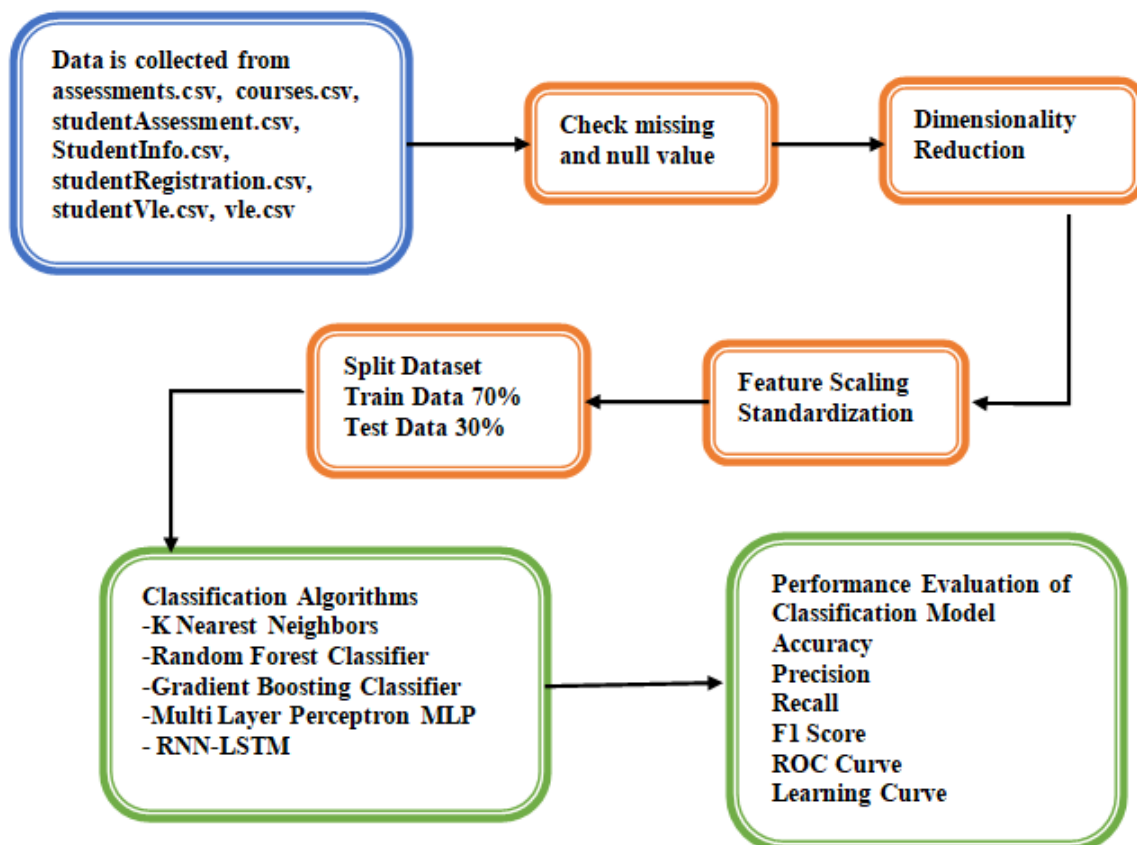 Data is collected from
assessments.csv, courses.csv,
studentAssessment.csv,
StudentInfo.csv,
studentRegistration.csv,
studentVle.csv, vle.csv
Check missing
and null value
Dimensionality
Reduction
Feature Scaling
Standardization
Split Dataset
Train Data 70%
Test Data 30%
Classification Algorithms
-K Nearest Neighbors
-Random Forest Classifier
-Gradient Boosting Classifier
-Multi Layer Perceptron MLP
- RNN-LSTM
Performance Evaluation of
Classification Model
Accuracy
Precision
Recall
F1 Score
ROC Curve
Learning Curve